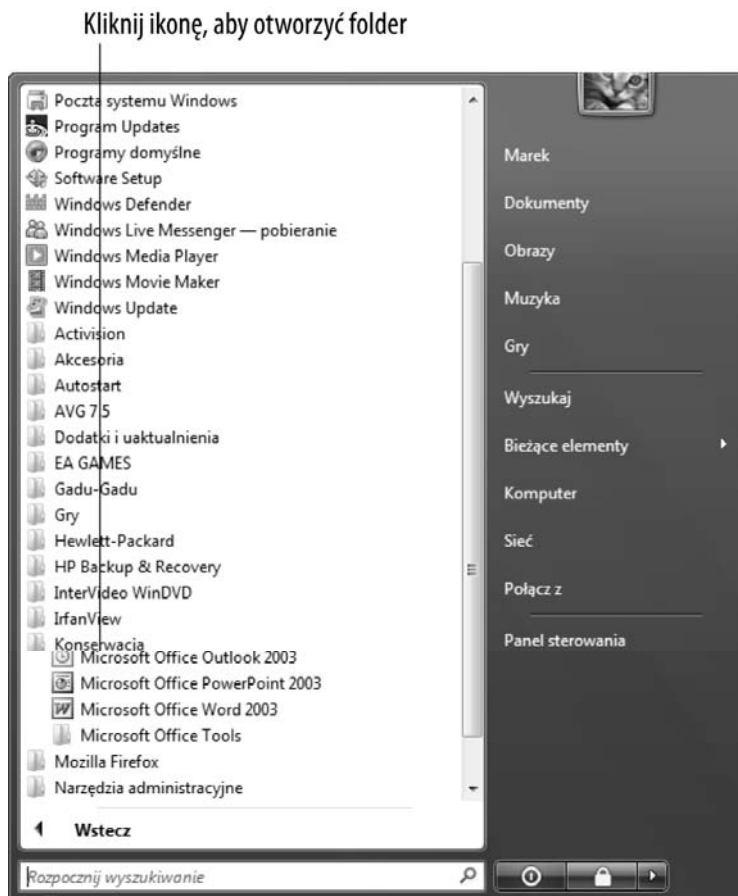 Kliknij ikonę, aby otworzyć folder
Poczta systemu Windows
Program Updates
Programy domyślne
Software Setup
Windows Defender
Windows Live Messenger — pobieranie
Windows Media Player
Windows Movie Maker
Windows Update
Activision
Akcesoria
Autostart
AVG 7.5
Dodatki i uaktualnienia
EA GAMES
Gadu-Gadu
Gry
Hewlett-Packard
HP Backup & Recovery
InterVideo WinDVD
IrfanView
Konserwacja
Microsoft Office Outlook 2003
Microsoft Office PowerPoint 2003
Microsoft Office Word 2003
Microsoft Office Tools
Mozilla Firefox
Narzędzia administracyjne
Wstecz
Rozpocznij wyszukiwanie
Marek
Dokumenty
Obrazy
Muzyka
Gry
Wyszukaj
Bieżące elementy
Komputer
Sieć
Połącz z
Panel sterowania